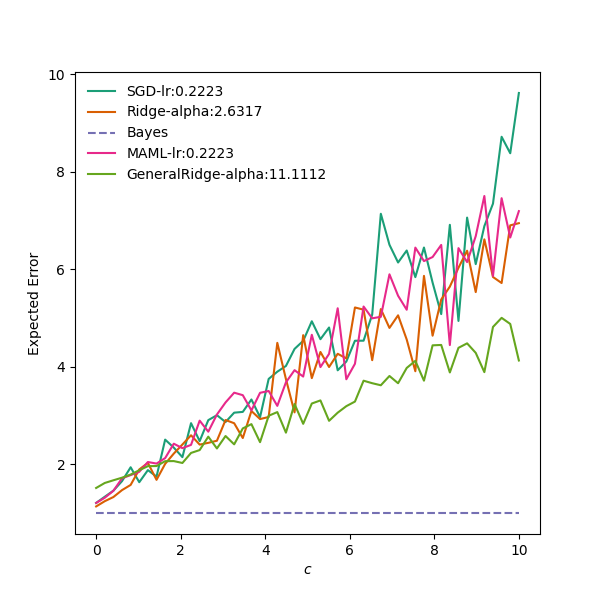 SGD-lr:0.2223
Ridge-alpha:2.6317
Bayes
MAML-lr:0.2223
GeneralRidge-alpha:11.1112
Expected Error
10
8
6
4
2
0 2 4 6 8 10
c